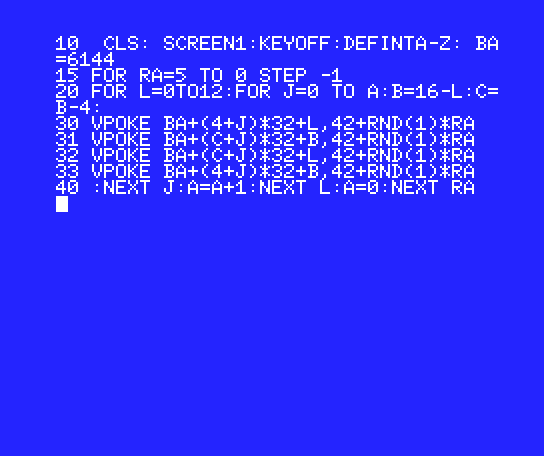 10  CLS: SCREEN1:KEYOFF:DEFINTA-Z: BA
=6144
15 FOR RA=5 TO 0 STEP -1
20 FOR L=0TO12:FOR J=0 TO A:B=16-L:C=
B-4:
30 VPOKE BA+(4+J)*32+L,42+RND(1)*RA
31 VPOKE BA+(C+J)*32+B,42+RND(1)*RA
32 VPOKE BA+(C+J)*32+L,42+RND(1)*RA
33 VPOKE BA+(4+J)*32+B,42+RND(1)*RA
40 :NEXT J:A=A+1:NEXT L:A=0:NEXT RA